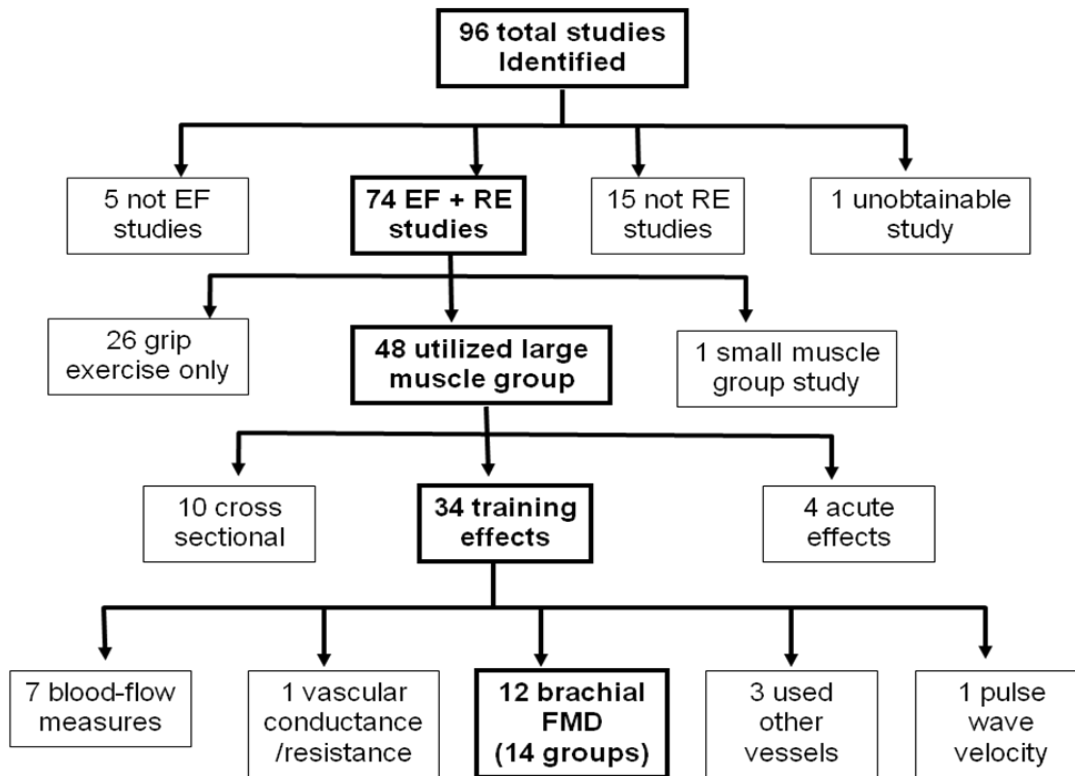 96 total studies
Identified
5 not EF
studies
74 EF + RE
studies
15 not RE
studies
1 unobtainable
study
26 grip
exercise only
48 utilized large
muscle group
1 small muscle
group study
10 cross
sectional
34 training
effects
4 acute
effects
7 blood-flow
measures
1 vascular
conductance
/resistance
12 brachial
FMD
(14 groups)
3 used
other
vessels
1 pulse
wave
velocity